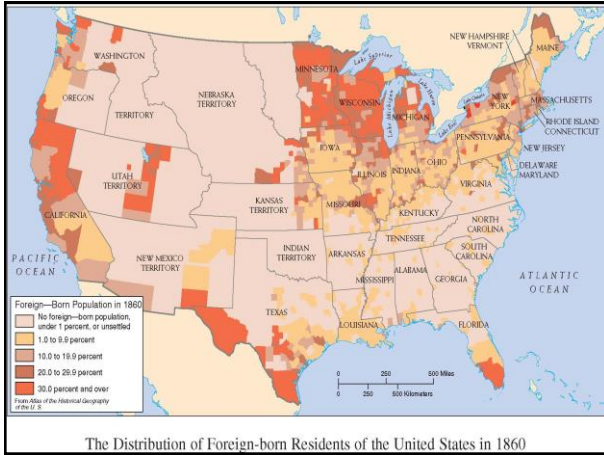 NEW HAMPSHIRE
VERMONT
MAINE
WASHINGTON
Lake Superior
MINNESOTA
OREGON
TERRITORY
NEBRASKA
TERRITORY
WISCONSIN
Lake Michigan
Lake Huron
MICHIGAN
NEW
YORK
MASSACHUSETTS
RHODE ISLAND
CONNECTICUT
PENNSYLVANIA
IOWA
NEW JERSEY
DELAWARE
MARYLAND
OHIO
INDIANA
ILLINOIS
UTAH
TERRITORY
CALIFORNIA
KANSAS
TERRITORY
MISSOURI
VIRGINIA
KENTUCKY
NORTH
CAROLINA
TENNESSEE
SOUTH
CAROLINA
PACIFIC
OCEAN
NEW MEXICO
TERRITORY
INDIAN
TERRITORY
ARKANSAS
MISSISSIPPI
ALABAMA
GEORGIA
ATLANTIC
OCEAN
TEXAS
LOUISIANA
FLORIDA
Foreign–Born Population in 1860
No foreign–born population,
under 1 percent, or unsettled
1.0 to 9.9 percent
10.0 to 19.9 percent
20.0 to 29.9 percent
30.0 percent and over
From Atlas of the Historical Geography
of the U. S.
0 250 500 Miles
0 250 500 Kilometers
The Distribution of Foreign-born Residents of the United States in 1860